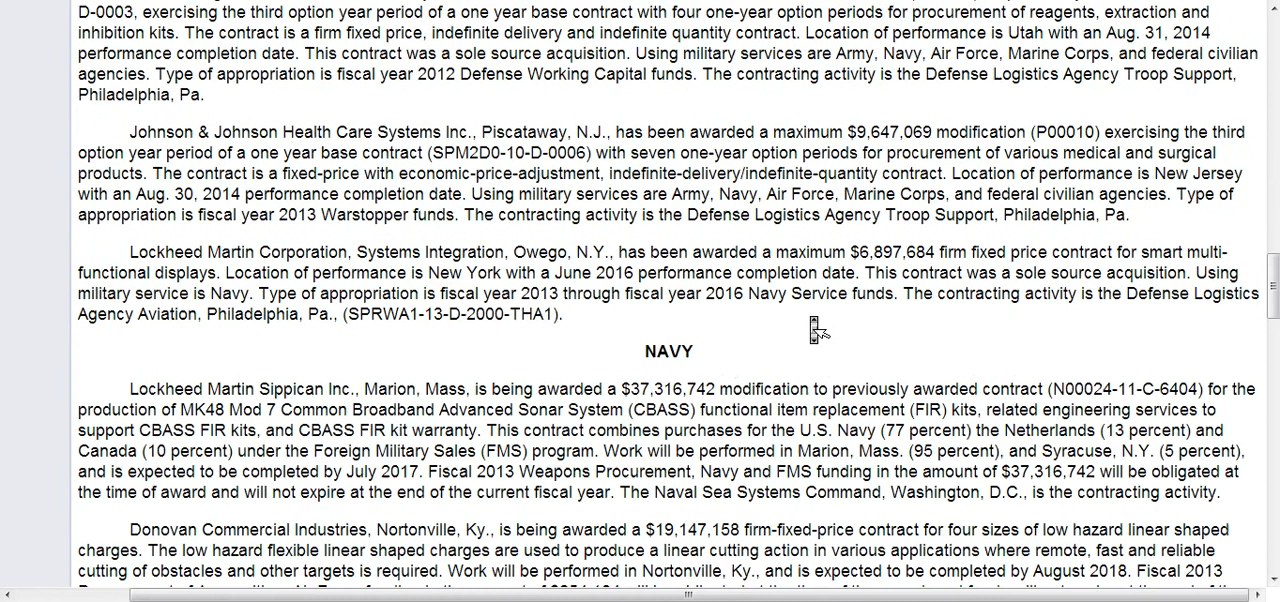 D-0003, exercising the third option year period of a one year base contract with four one-year option periods for procurement of reagents, extraction and
inhibition kits. The contract is a firm fixed price, indefinite delivery and indefinite quantity contract. Location of performance is Utah with an Aug. 31, 2014
performance completion date. This contract was a sole source acquisition. Using military services are Army, Navy, Air Force, Marine Corps, and federal civilian
agencies. Type of appropriation is fiscal year 2012 Defense Working Capital funds. The contracting activity is the Defense Logistics Agency Troop Support,
Philadelphia, Pa.
Johnson & Johnson Health Care Systems Inc., Piscataway, N.J., has been awarded a maximum $9,647,069 modification (P00010) exercising the third
option year period of a one year base contract (SPM2D0-10-D-0006) with seven one-year option periods for procurement of various medical and surgical
products. The contract is a fixed-price with economic-price-adjustment, indefinite-delivery/indefinite-quantity contract. Location of performance is New Jersey
with an Aug. 30, 2014 performance completion date. Using military services are Army, Navy, Air Force, Marine Corps, and federal civilian agencies. Type of
appropriation is fiscal year 2013 Warstopper funds. The contracting activity is the Defense Logistics Agency Troop Support, Philadelphia, Pa.
Lockheed Martin Corporation, Systems Integration, Owego, N.Y., has been awarded a maximum $6,897,684 firm fixed price contract for smart multi-
functional displays. Location of performance is New York with a June 2016 performance completion date. This contract was a sole source acquisition. Using
military service is Navy. Type of appropriation is fiscal year 2013 through fiscal year 2016 Navy Service funds. The contracting activity is the Defense Logistics
Agency Aviation, Philadelphia, Pa., (SPRWA1-13-D-2000-THA1).
NAVY
Lockheed Martin Sippican Inc., Marion, Mass, is being awarded a $37,316,742 modification to previously awarded contract (N00024-11-C-6404) for the
production of MK48 Mod 7 Common Broadband Advanced Sonar System (CBASS) functional item replacement (FIR) kits, related engineering services to
support CBASS FIR kits, and CBASS FIR kit warranty. This contract combines purchases for the U.S. Navy (77 percent) the Netherlands (13 percent) and
Canada (10 percent) under the Foreign Military Sales (FMS) program. Work will be performed in Marion, Mass. (95 percent), and Syracuse, N.Y. (5 percent),
and is expected to be completed by July 2017. Fiscal 2013 Weapons Procurement, Navy and FMS funding in the amount of $37,316,742 will be obligated at
the time of award and will not expire at the end of the current fiscal year. The Naval Sea Systems Command, Washington, D.C., is the contracting activity.
Donovan Commercial Industries, Nortonville, Ky., is being awarded a $19,147,158 firm-fixed-price contract for four sizes of low hazard linear shaped
charges. The low hazard flexible linear shaped charges are used to produce a linear cutting action in various applications where remote, fast and reliable
cutting of obstacles and other targets is required. Work will be performed in Nortonville, Ky., and is expected to be completed by August 2018. Fiscal 2013